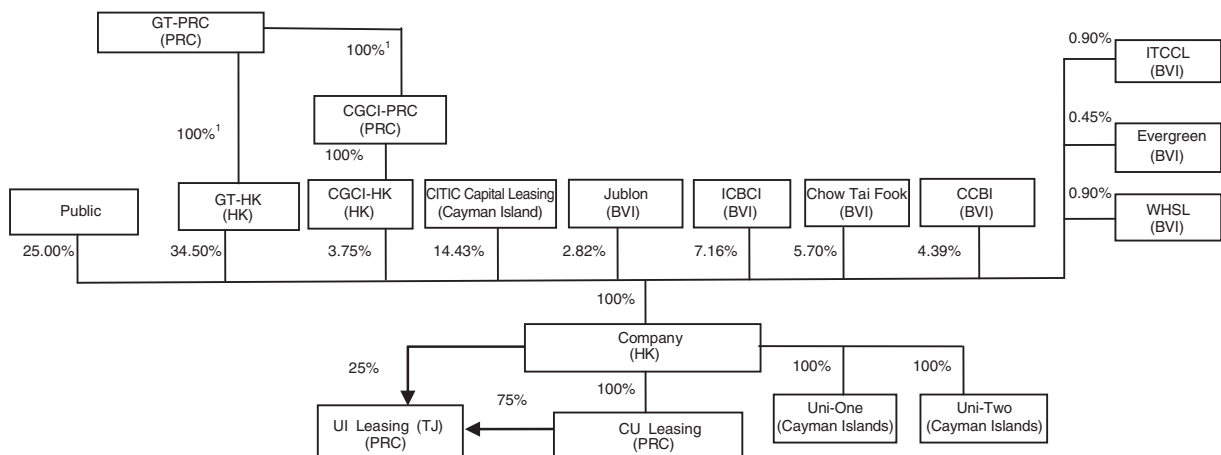 GT-PRC
(PRC)
100%1
CGCI-PRC
(PRC)
100%1
100%
0.90%
ITCCL
(BVI)
0.45%
Evergreen
(BVI)
0.90%
WHSL
(BVI)
Public
GT-HK
(HK)
CGCI-HK
(HK)
CITIC Capital Leasing
(Cayman Island)
Jublon
(BVI)
ICBCI
(BVI)
Chow Tai Fook
(BVI)
CCBI
(BVI)
25.00%
34.50%
3.75%
14.43%
2.82%
7.16%
5.70%
4.39%
100%
Company
(HK)
25%
100%
100%
100%
75%
UI Leasing (TJ)
(PRC)
CU Leasing
(PRC)
Uni-One
(Cayman Islands)
Uni-Two
(Cayman Islands)